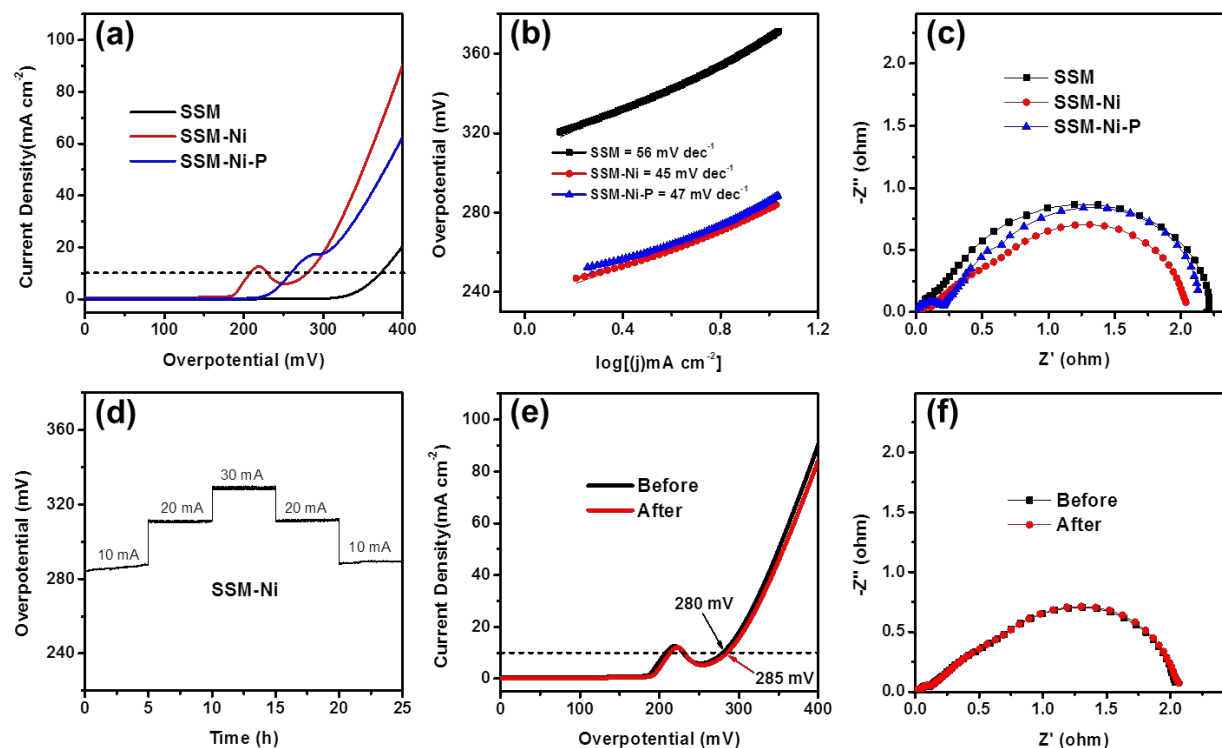 (a)
100
80
60
40
20
0
Current Density(mA cm-2)
SSM
SSM-Ni
SSM-Ni-P
0 100 200 300 400
Overpotential (mV)
(b)
360
320
280
240
Overpotential (mV)
SSM = 56 mV dec-1
SSM-Ni = 45 mV dec-1
SSM-Ni-P = 47 mV dec-1
0.0 0.4 0.8 1.2
log[(j)mA cm-2]
(c)
2.0
1.5
1.0
0.5
0.0
-Z'' (ohm)
SSM
SSM-Ni
SSM-Ni-P
0.0 0.5 1.0 1.5 2.0
Z' (ohm)
(d)
360
320
280
240
Overpotential (mV)
30 mA
20 mA 20 mA
10 mA 10 mA
SSM-Ni
0 5 10 15 20 25
Time (h)
(e)
100
80
60
40
20
0
Current Density(mA cm-2)
Before
After
280 mV
285 mV
0 100 200 300 400
Overpotential (mV)
(f)
2.0
1.5
1.0
0.5
0.0
-Z'' (ohm)
Before
After
0.0 0.5 1.0 1.5 2.0
Z' (ohm)